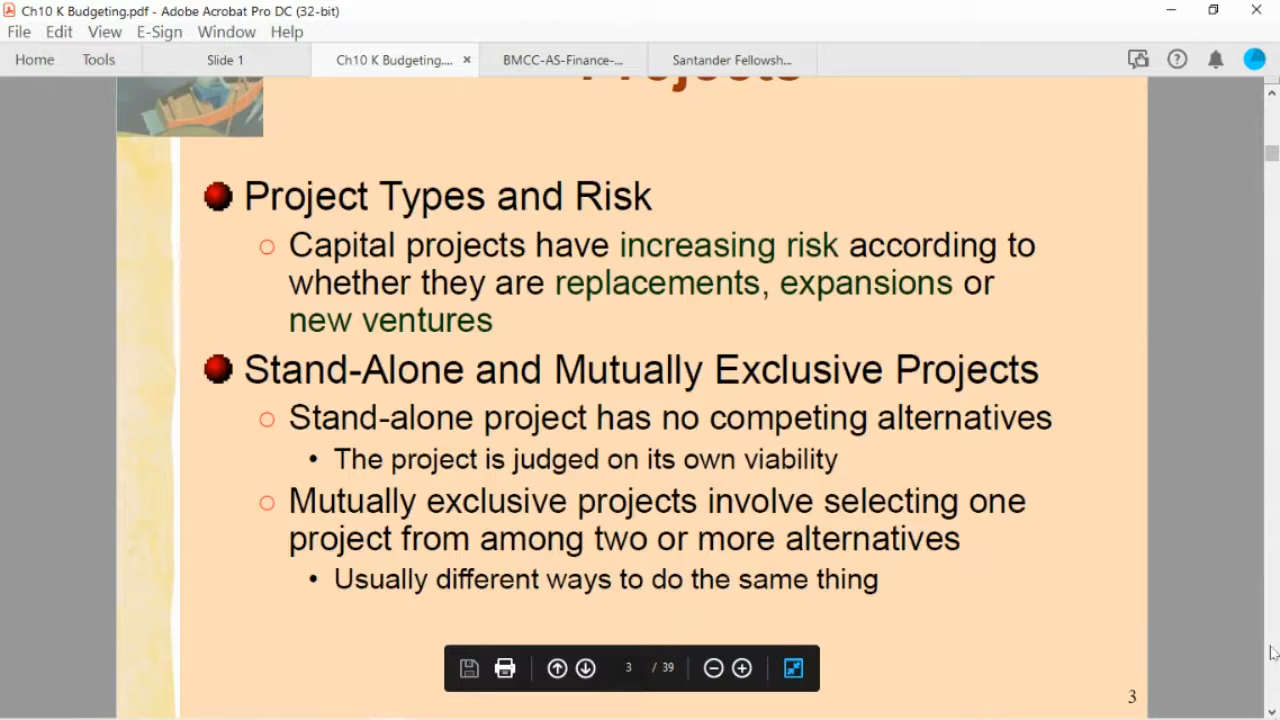 Ch10 K Budgeting.pdf - Adobe Acrobat Pro DC (32-bit)
File Edit View E-Sign Window Help
Home Tools Slide 1 Ch10 K Budgeting.... × BMCC-AS-Finance-... Santander Fellowsh...
Projects
Project Types and Risk
Capital projects have increasing risk according to
whether they are replacements, expansions or
new ventures
Stand-Alone and Mutually Exclusive Projects
Stand-alone project has no competing alternatives
• The project is judged on its own viability
Mutually exclusive projects involve selecting one
project from among two or more alternatives
• Usually different ways to do the same thing
3 / 39
3